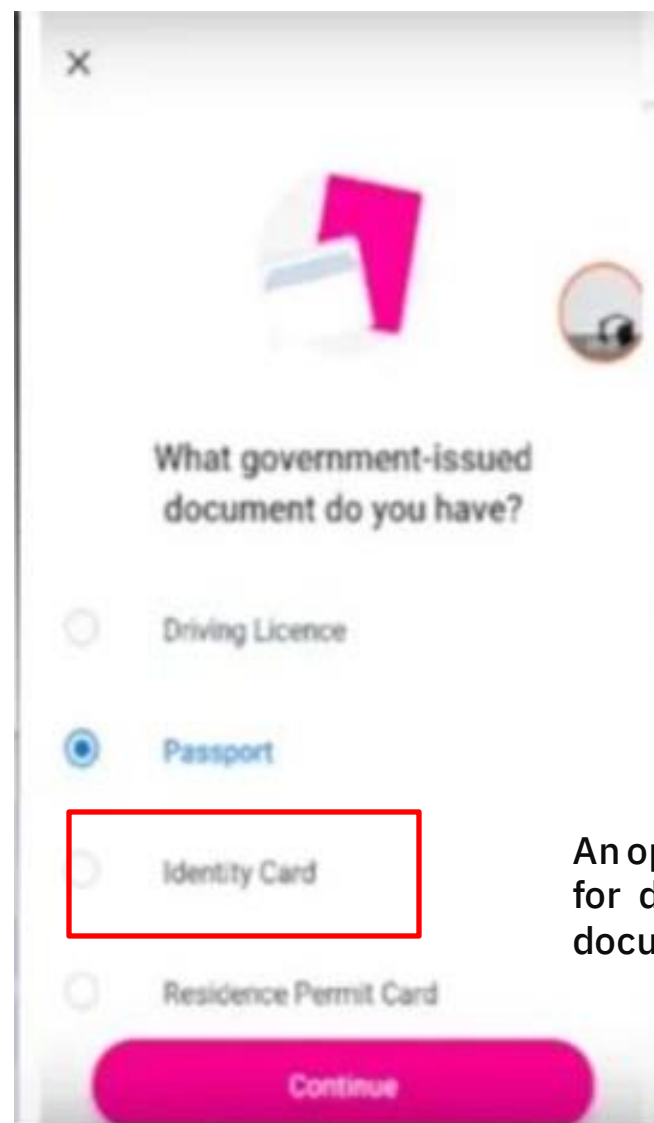 What government-issued
document do you have?
Driving Licence
Passport
Identity Card
An op
for d
docu
Residence Permit Card
Continue